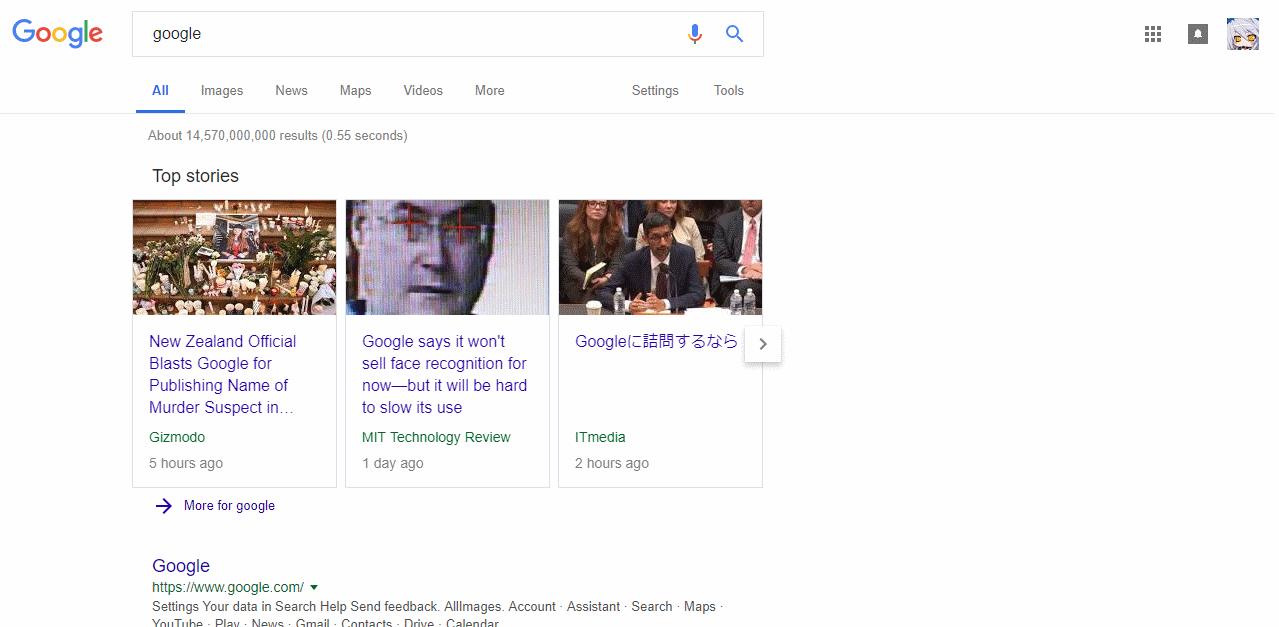 Google
google
All Images News Maps Videos More Settings Tools
About 14,570,000,000 results (0.55 seconds)
Top stories
New Zealand Official
Blasts Google for
Publishing Name of
Murder Suspect in…
Gizmodo
5 hours ago
Google says it won't
sell face recognition for
now—but it will be hard
to slow its use
MIT Technology Review
1 day ago
Googleに詰問するなら
ITmedia
2 hours ago
More for google
Google
https://www.google.com/
Settings Your data in Search Help Send feedback. AllImages. Account · Assistant · Search · Maps ·
YouTube · Play · News · Gmail · Contacts · Drive · Calendar